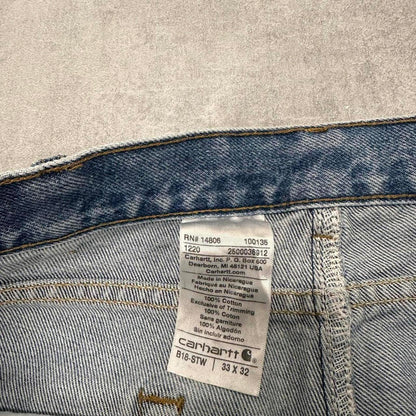 RN# 14806 100136
1220 2500036912
Carhartt, Inc. P.O. Box 600
Dearborn, MI 48121 USA
Carhartt.com
Made in Nicaragua
Fabriqué au Nicaragua
Hecho en Nicaragua
100% Cotton
Exclusive of Trimming
100% Coton
Sans garniture
100% Algodón
Sin incluir adorno
carhartt
B18-STW 33 X 32